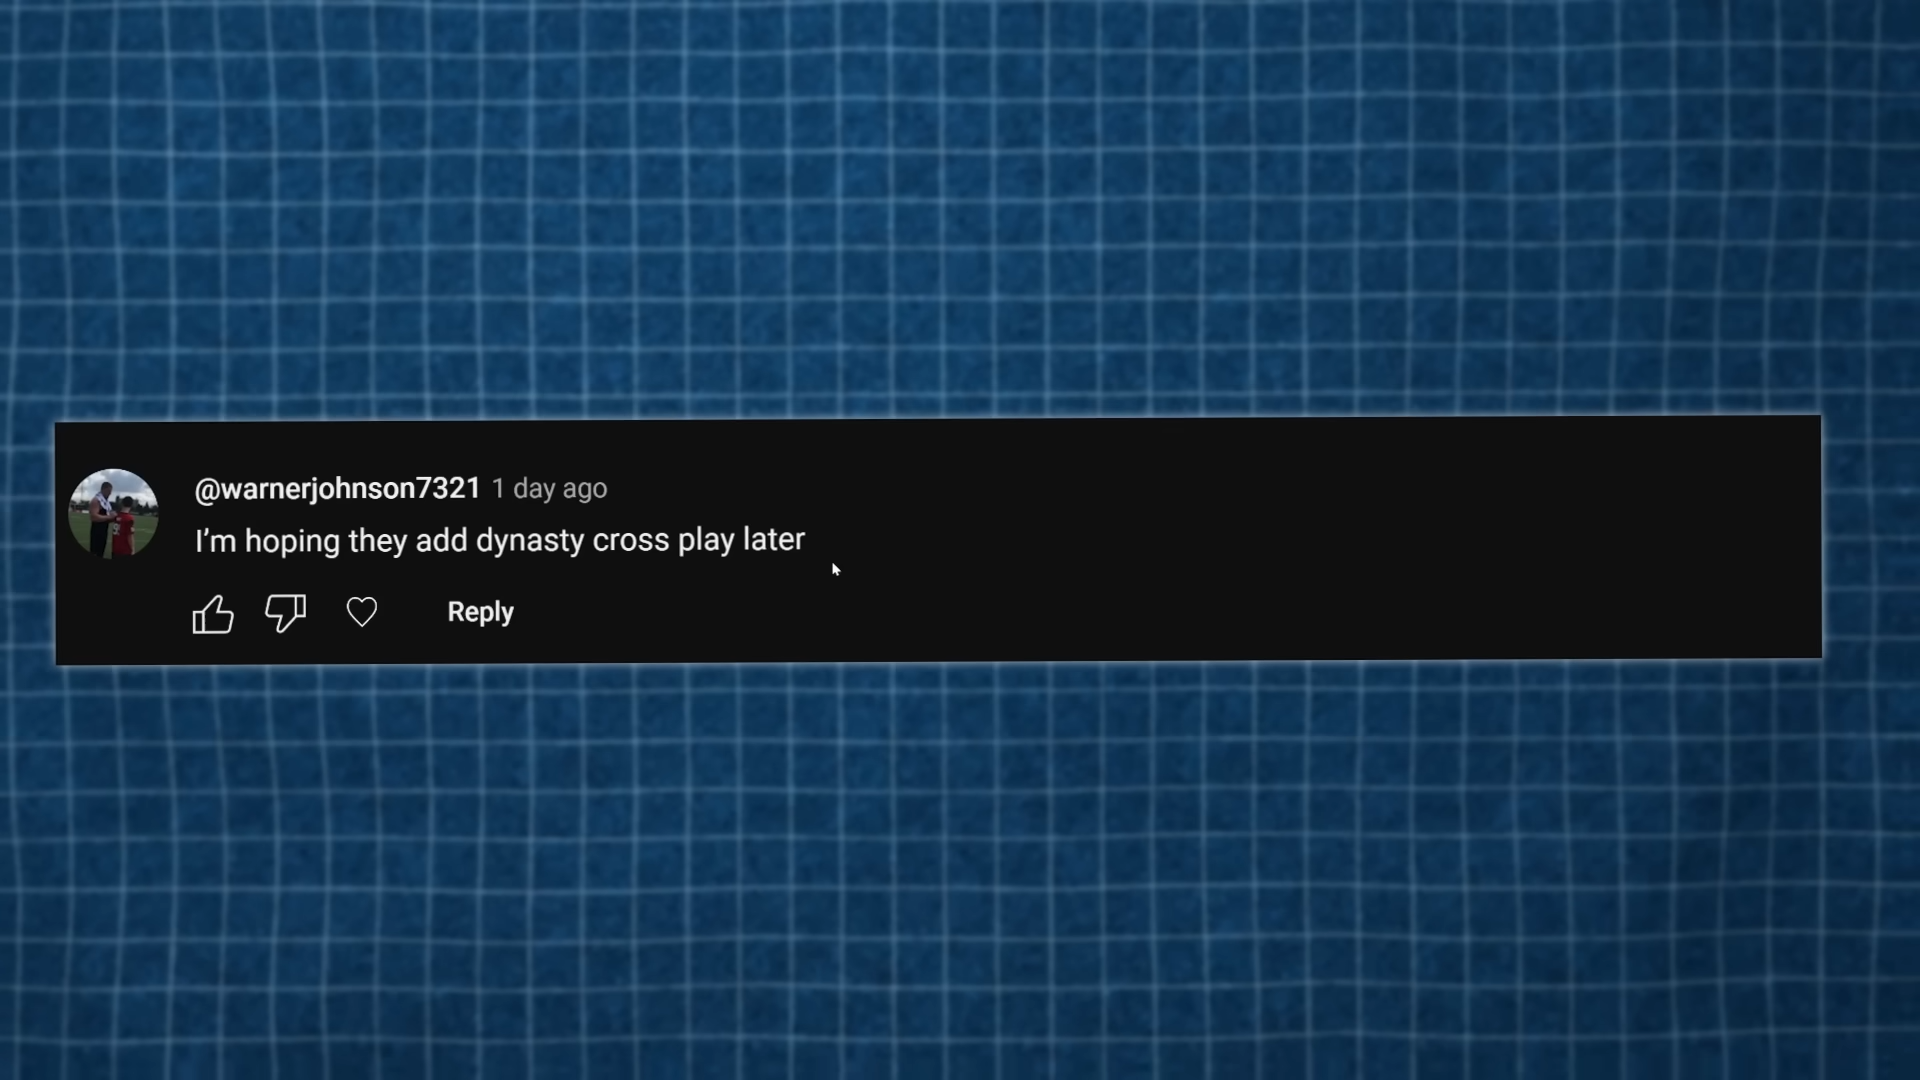 @warnerjohnson7321 1 day ago
I’m hoping they add dynasty cross play later
Reply